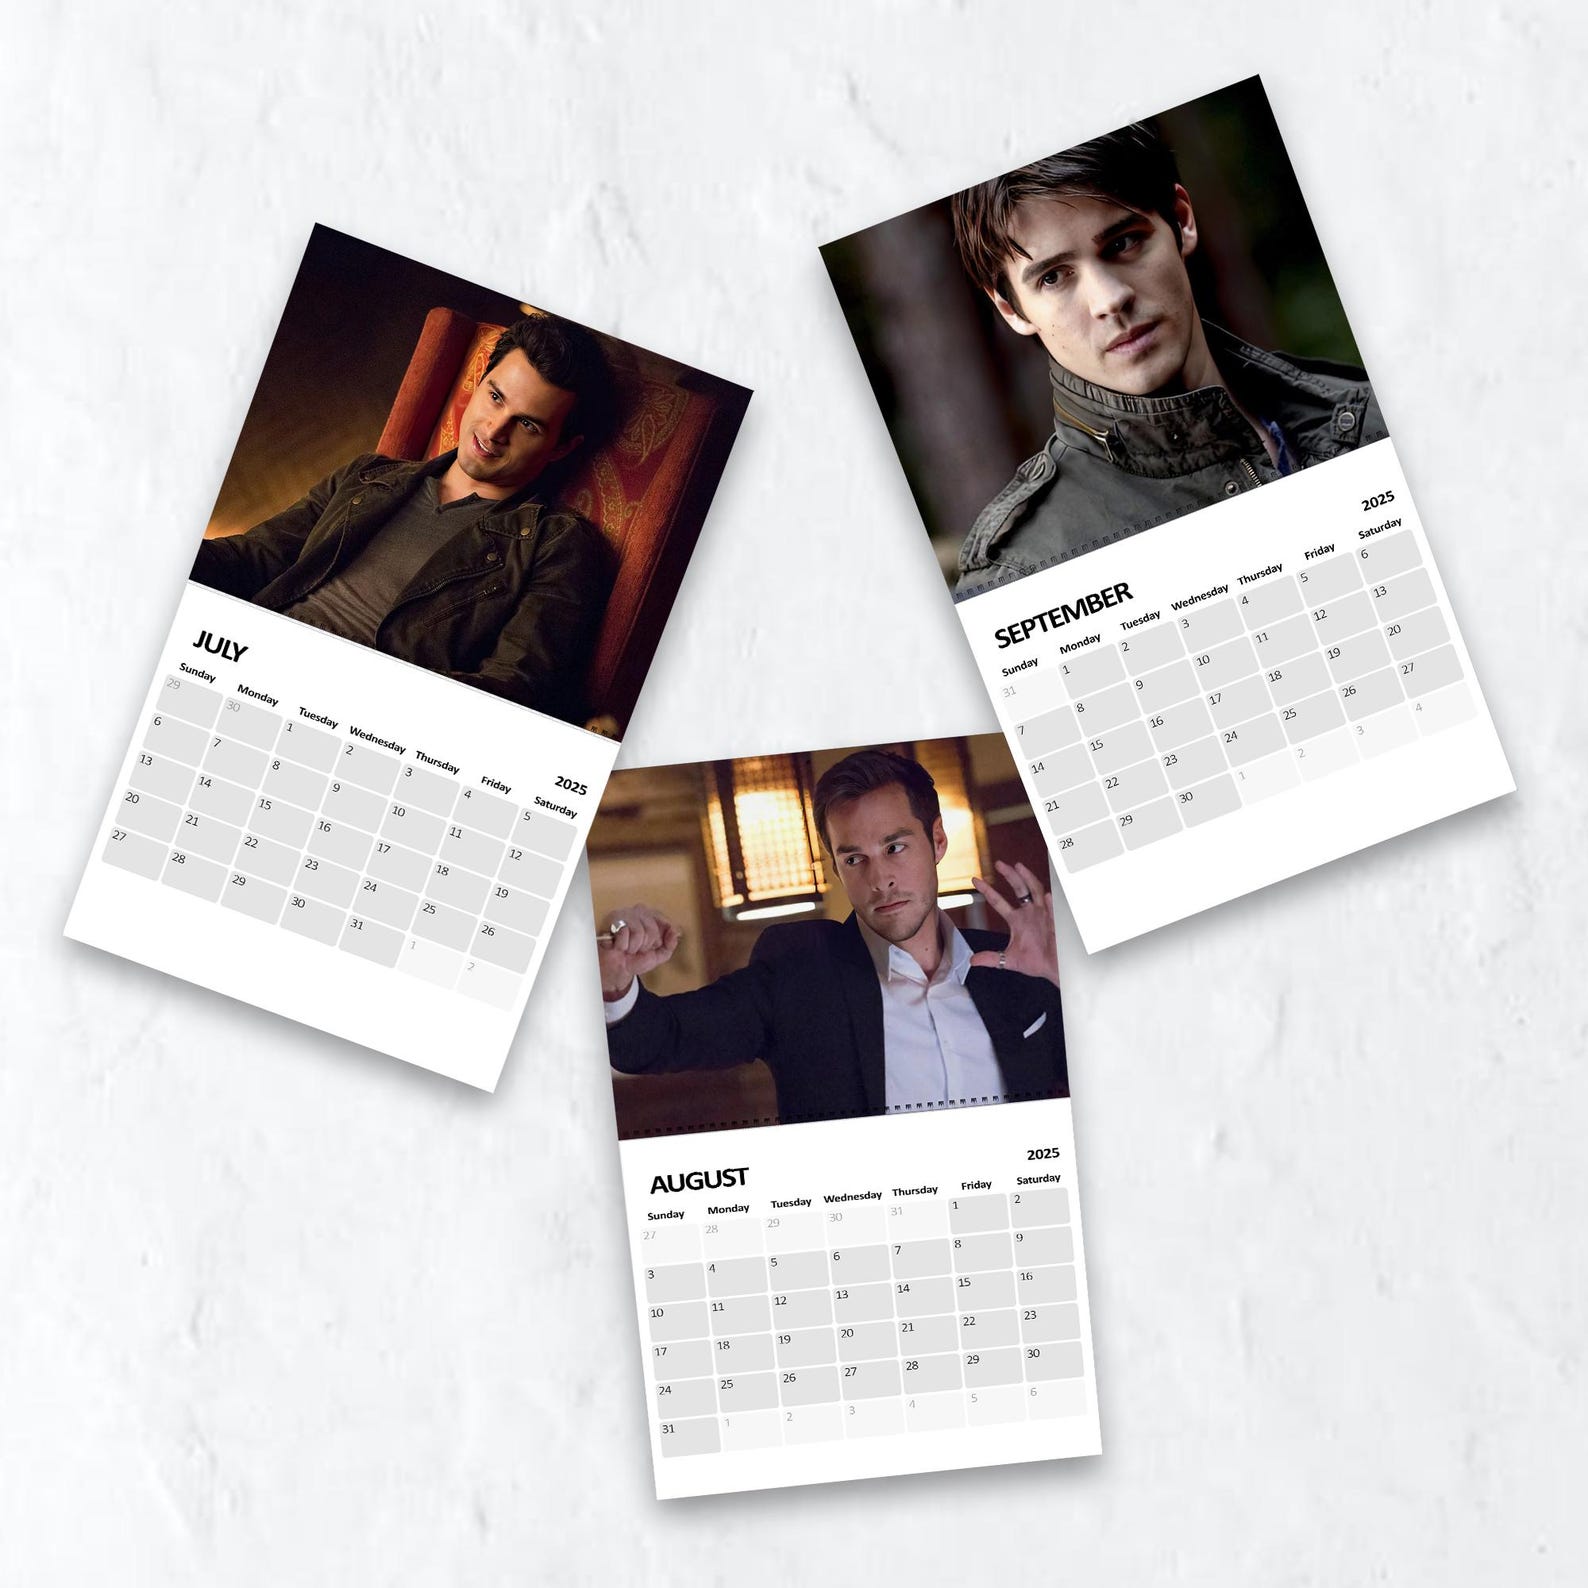 JULY
2025
Sunday Monday Tuesday Wednesday Thursday Friday Saturday
29 30 1 2 3 4 5
6 7 8 9 10 11 12
13 14 15 16 17 18 19
20 21 22 23 24 25 26
27 28 29 30 31 1 2
SEPTEMBER
2025
Sunday Monday Tuesday Wednesday Thursday Friday Saturday
31 1 2 3 4 5 6
7 8 9 10 11 12 13
14 15 16 17 18 19 20
21 22 23 24 25 26 27
28 29 30 1 2 3 4
AUGUST
2025
Sunday Monday Tuesday Wednesday Thursday Friday Saturday
27 28 29 30 31 1 2
3 4 5 6 7 8 9
10 11 12 13 14 15 16
17 18 19 20 21 22 23
24 25 26 27 28 29 30
31 1 2 3 4 5 6